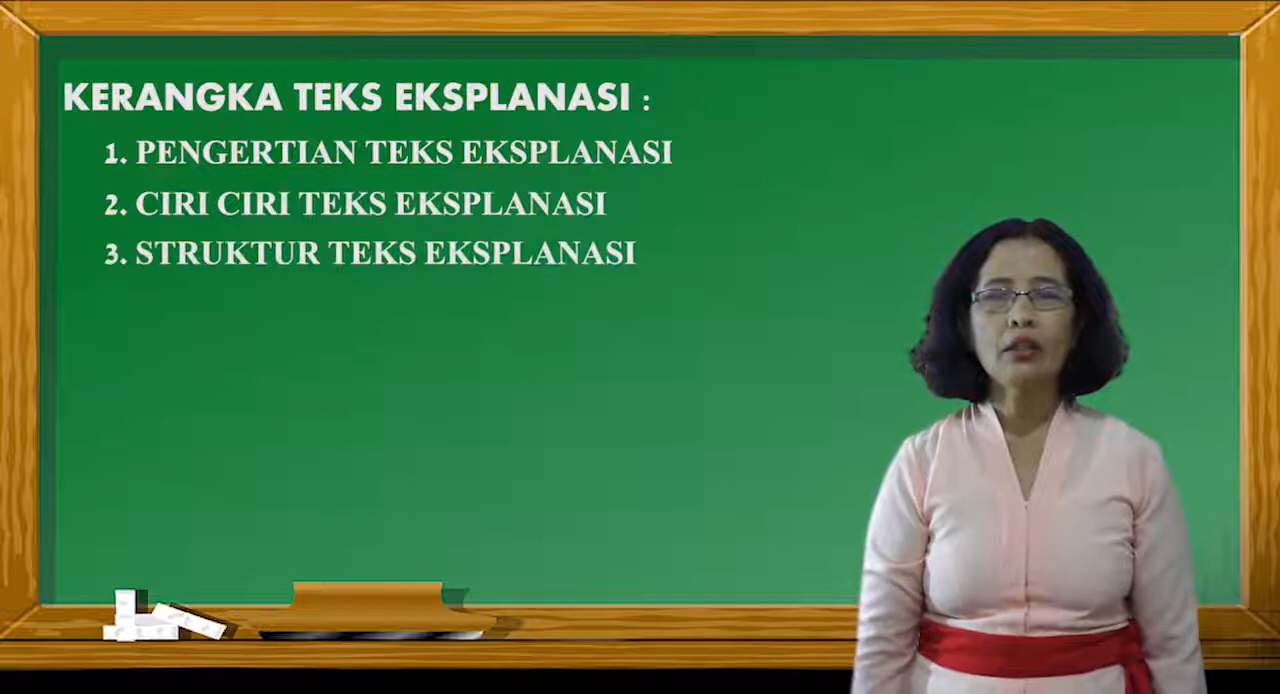 KERANGKA TEKS EKSPLANASI :
1. PENGERTIAN TEKS EKSPLANASI
2. CIRI CIRI TEKS EKSPLANASI
3. STRUKTUR TEKS EKSPLANASI